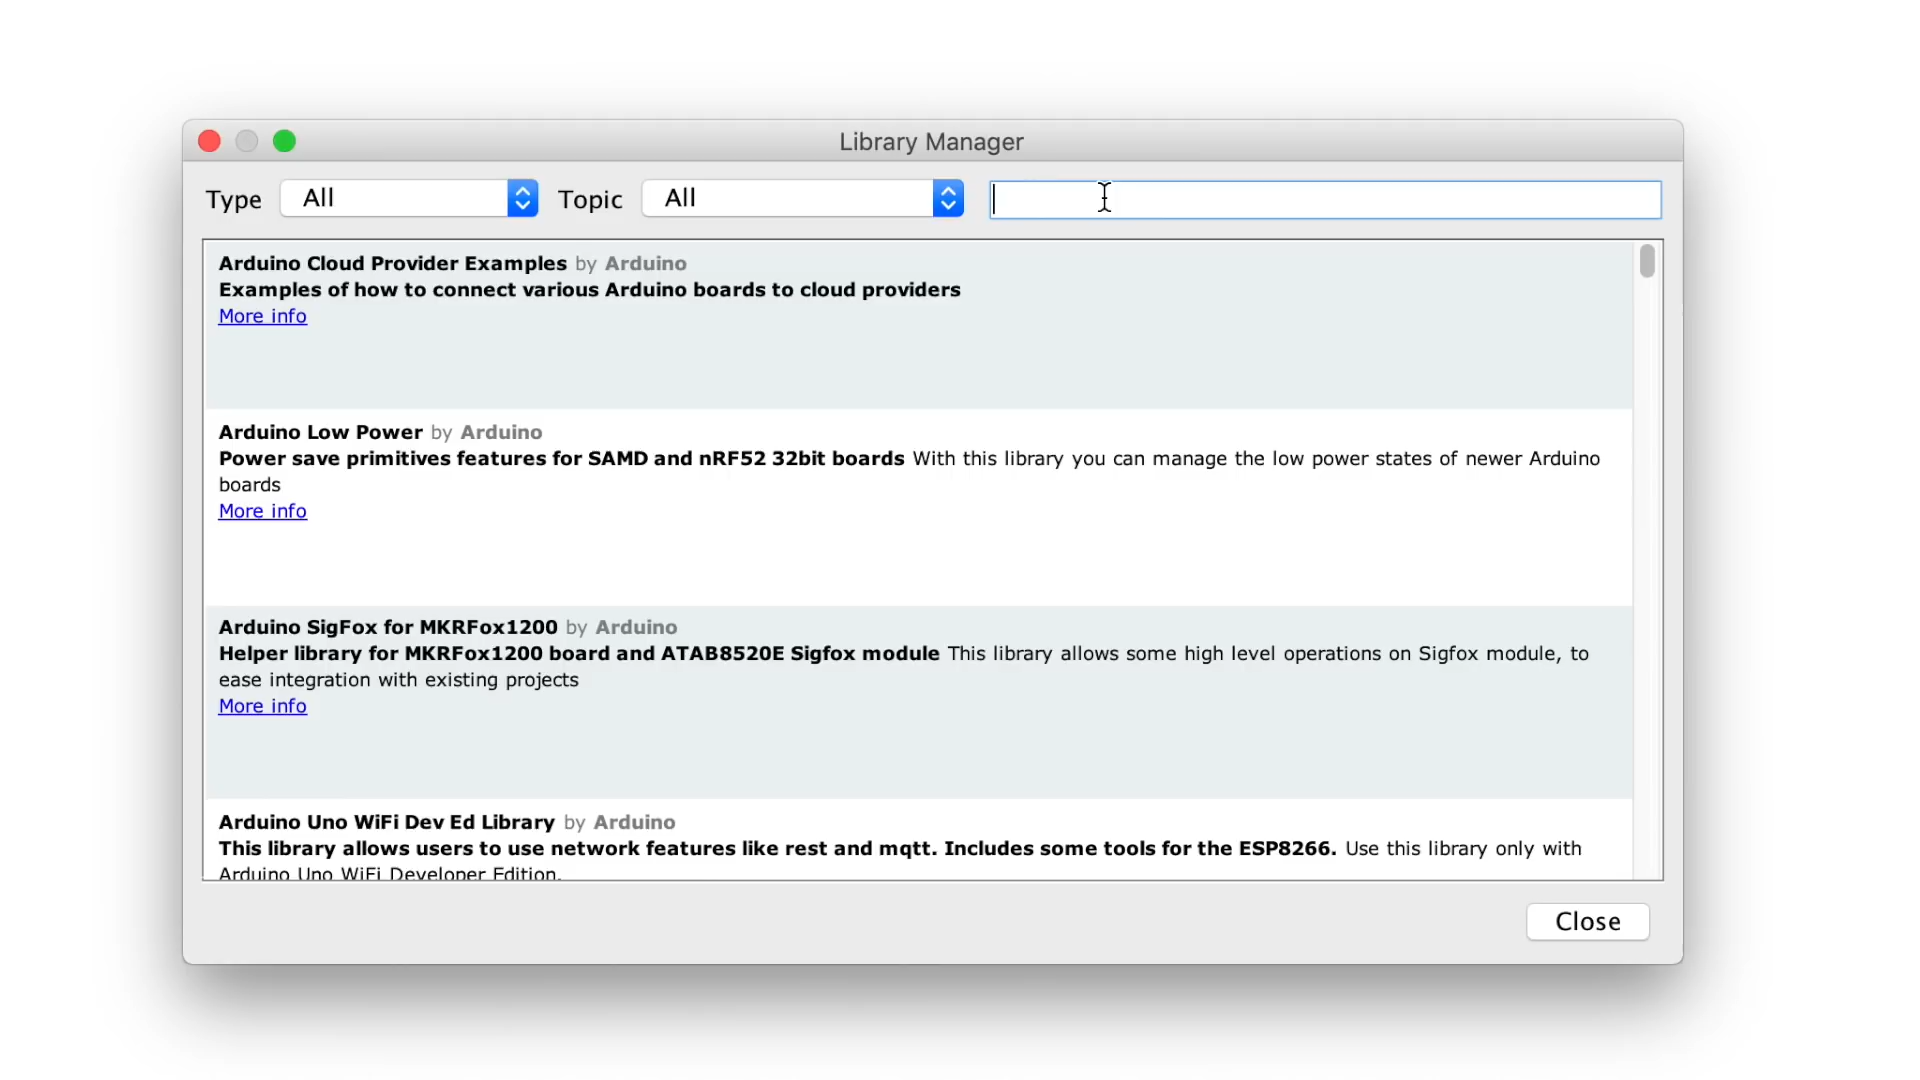 Library Manager
Type All Topic All
Arduino Cloud Provider Examples by Arduino
Examples of how to connect various Arduino boards to cloud providers
More info
Arduino Low Power by Arduino
Power save primitives features for SAMD and nRF52 32bit boards With this library you can manage the low power states of newer Arduino
boards
More info
Arduino SigFox for MKRFox1200 by Arduino
Helper library for MKRFox1200 board and ATAB8520E Sigfox module This library allows some high level operations on Sigfox module, to
ease integration with existing projects
More info
Arduino Uno WiFi Dev Ed Library by Arduino
This library allows users to use network features like rest and mqtt. Includes some tools for the ESP8266. Use this library only with
Arduino Uno WiFi Developer Edition.
Close